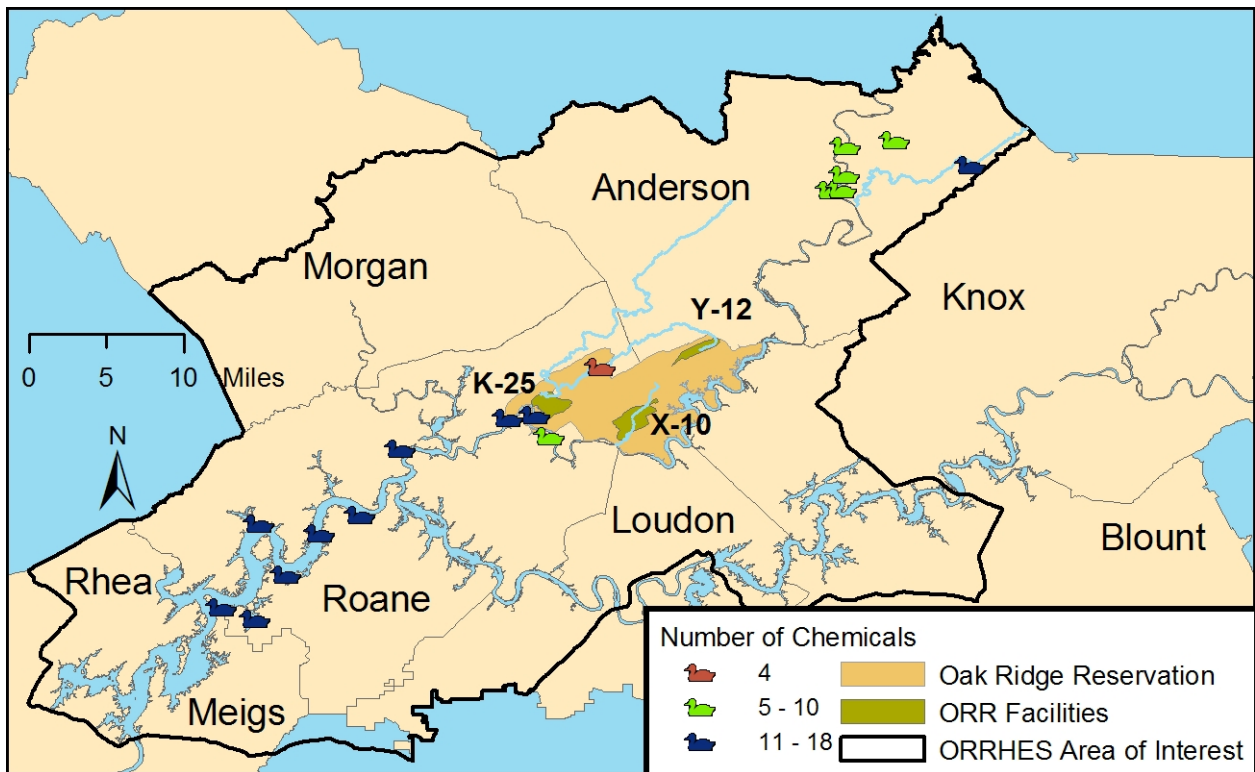 Anderson
Morgan
Knox
Y-12
0 5 10 Miles
K-25
X-10
N
Loudon
Blount
Rhea
Roane
Meigs
Number of Chemicals
4 Oak Ridge Reservation
5 - 10 ORR Facilities
11 - 18 ORRHES Area of Interest